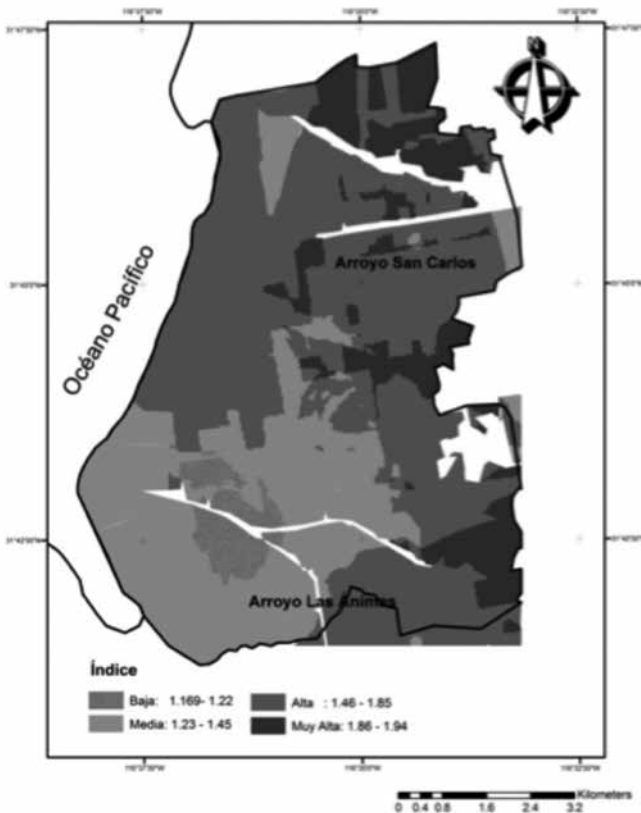 N
Océano Pacífico
Arroyo San Carlos
Arroyo Las Animas
Índice
Baja: 1.169- 1.22
Alta : 1.46 - 1.85
Media: 1.23 - 1.45
Muy Alta: 1.86 - 1.94
Kilometers
0 0.4 0.8 1.6 2.4 3.2